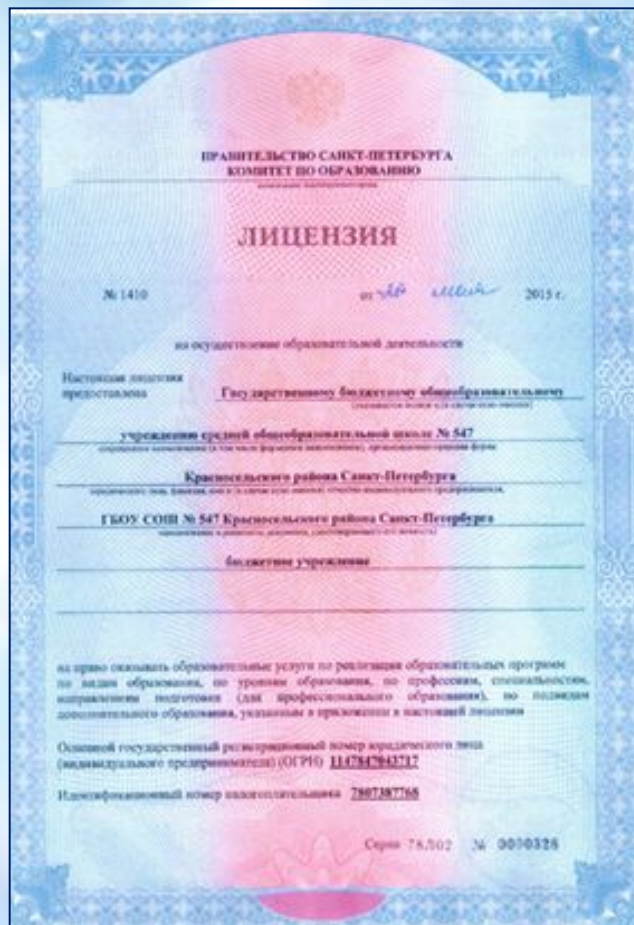 ПРАВИТЕЛЬСТВО САНКТ-ПЕТЕРБУРГА
КОМИТЕТ ПО ОБРАЗОВАНИЮ
ЛИЦЕНЗИЯ
№ 1410 от 2015 г.
на осуществление образовательной деятельности
Настоящая лицензия
предоставлена Государственному бюджетному общеобразовательному
учреждению средней общеобразовательной школе № 547
Красносельского района Санкт-Петербурга
ГБОУ СОШ № 547 Красносельского района Санкт-Петербурга
бюджетное учреждение
на право оказывать образовательные услуги по реализации образовательных программ
по видам образования, по уровням образования, по профессиям, специальностям,
направлениям подготовки (для профессионального образования), по подвидам
дополнительного образования, указанным в приложении к настоящей лицензии
Основной государственный регистрационный номер юридического лица
(индивидуального предпринимателя) (ОГРН) 1147847043717
Идентификационный номер налогоплательщика 7807387768
Серия 78Л02 № 0000328